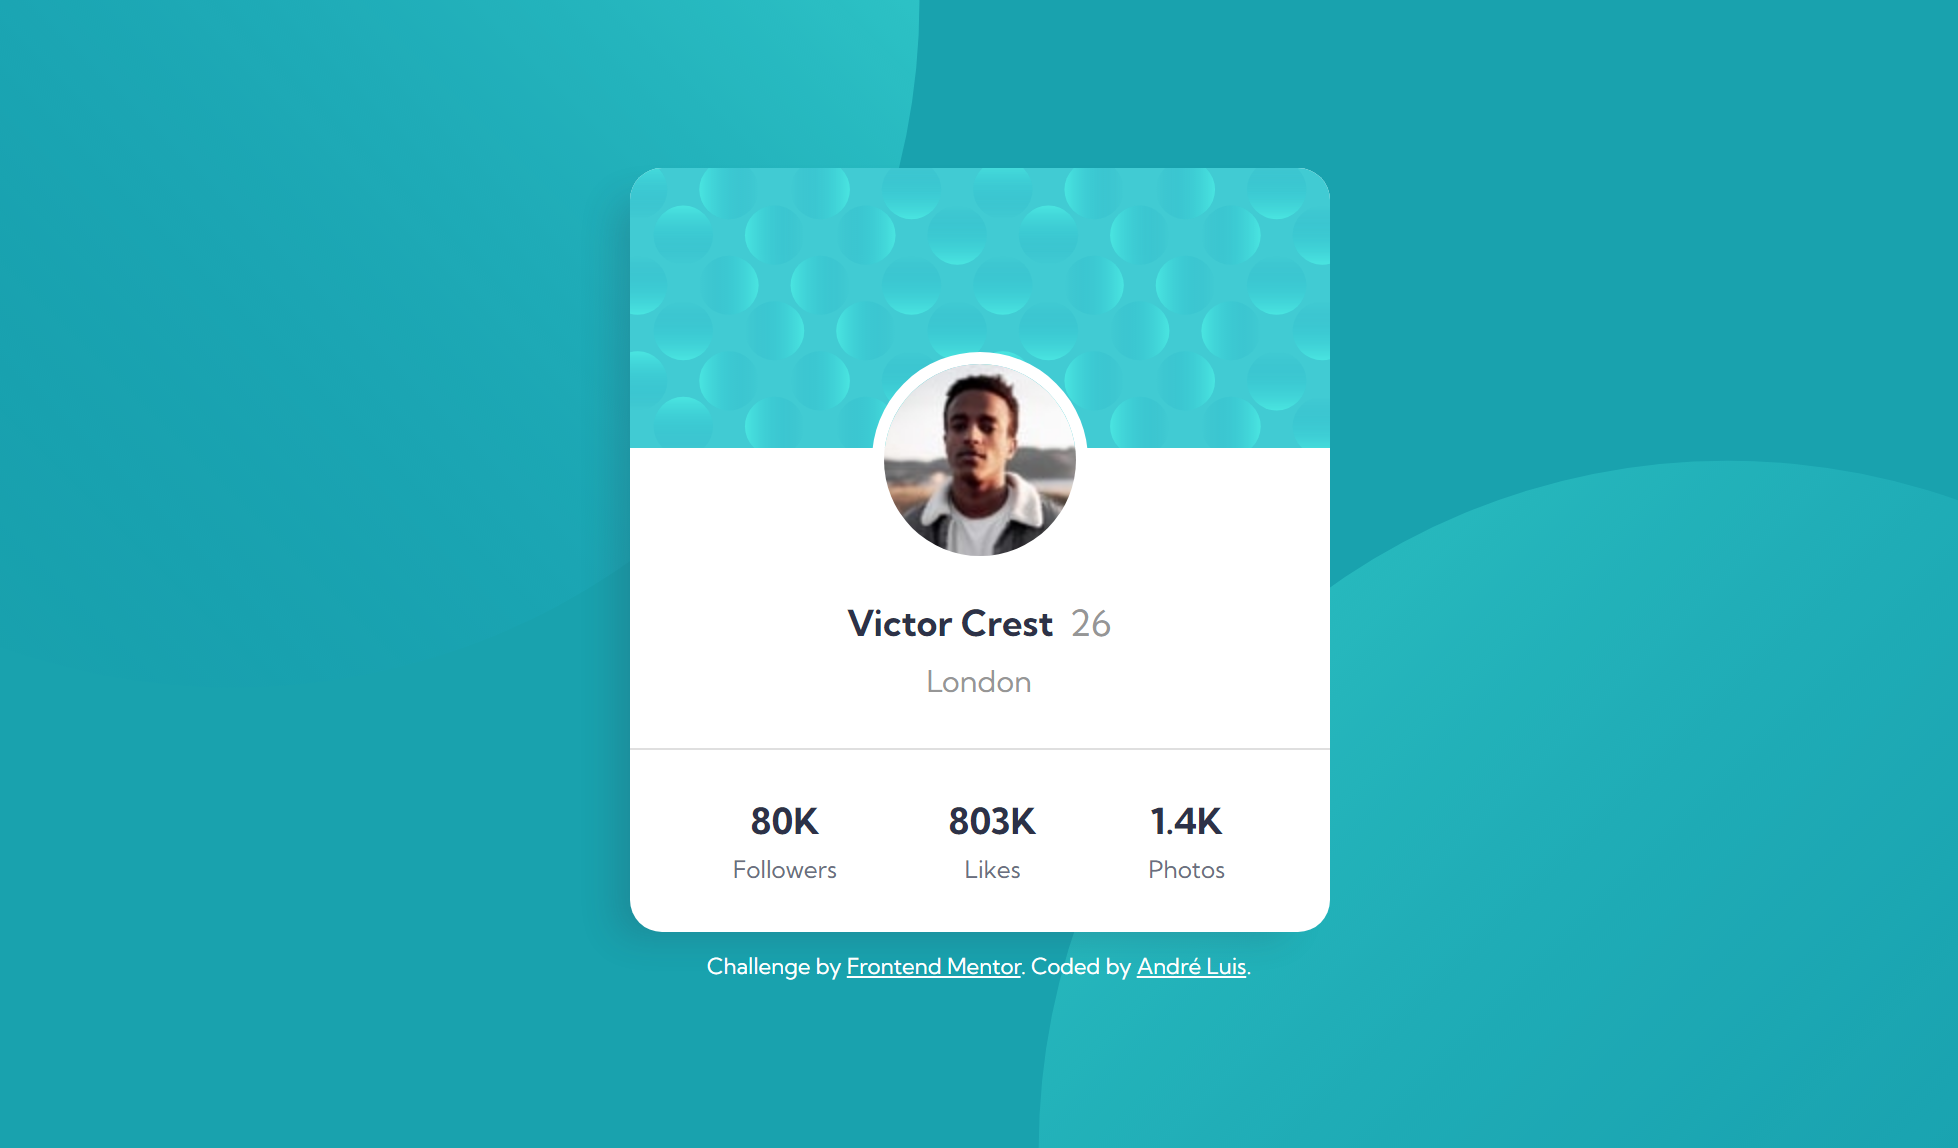 Victor Crest 26
London
80K 803K 1.4K
Followers Likes Photos
Challenge by Frontend Mentor. Coded by André Luis.